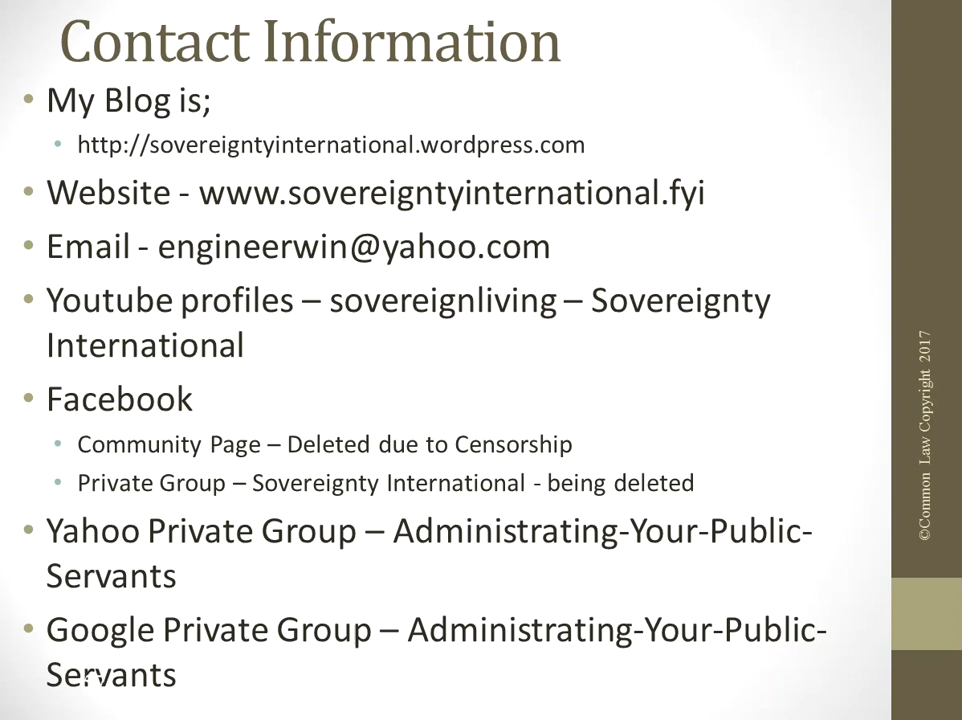 Contact Information
• My Blog is;
• http://sovereigntyinternational.wordpress.com
• Website - www.sovereigntyinternational.fyi
• Email - engineerwin@yahoo.com
• Youtube profiles – sovereignliving – Sovereignty
International
• Facebook
• Community Page – Deleted due to Censorship
• Private Group – Sovereignty International - being deleted
• Yahoo Private Group – Administrating-Your-Public-
Servants
• Google Private Group – Administrating-Your-Public-
Servants
©Common Law Copyright 2017